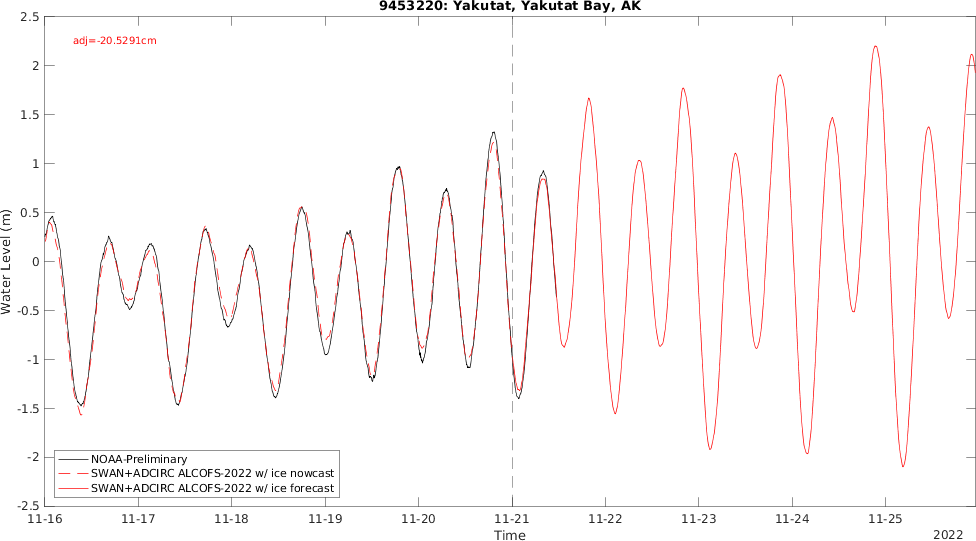 9453220: Yakutat, Yakutat Bay, AK
adj=-20.5291cm
2.5
2
1.5
1
0.5
0
-0.5
-1
-1.5
-2
-2.5
Water Level (m)
NOAA-Preliminary
SWAN+ADCIRC ALCOFS-2022 w/ ice nowcast
SWAN+ADCIRC ALCOFS-2022 w/ ice forecast
11-16 11-17 11-18 11-19 11-20 11-21 11-22 11-23 11-24 11-25
Time
2022